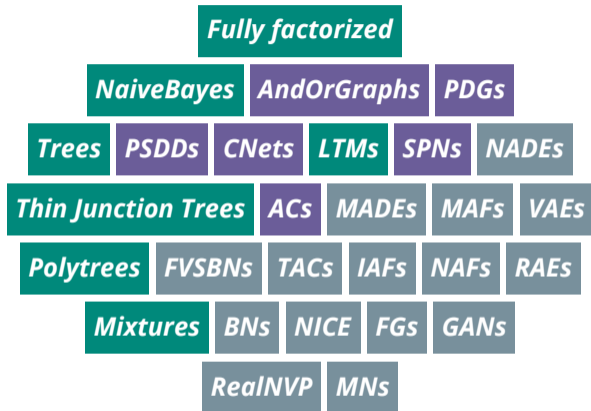 Fully factorized
NaiveBayes AndOrGraphs PDGs
Trees PSDDs CNets LTMs SPNs NADEs
Thin Junction Trees ACs MADEs MAFs VAEs
Polytrees FVSBNs TACs IAFs NAFs RAEs
Mixtures BNs NICE FGs GANs
RealNVP MNs